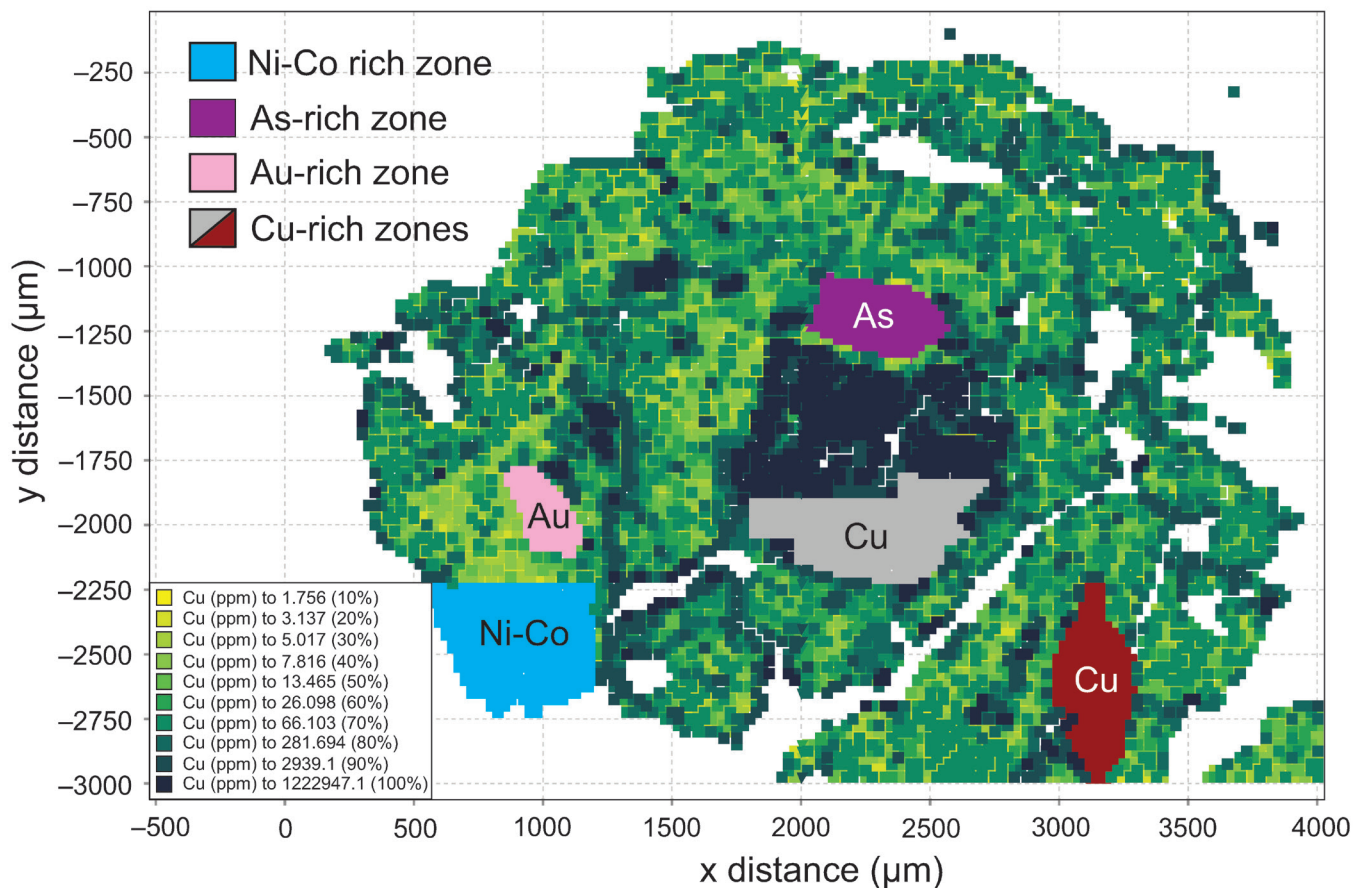 Ni-Co rich zone
As-rich zone
Au-rich zone
Cu-rich zones
As
Au
Cu
Ni-Co
Cu
Cu (ppm) to 1.756 (10%)
Cu (ppm) to 3.137 (20%)
Cu (ppm) to 5.017 (30%)
Cu (ppm) to 7.816 (40%)
Cu (ppm) to 13.465 (50%)
Cu (ppm) to 26.098 (60%)
Cu (ppm) to 66.103 (70%)
Cu (ppm) to 281.694 (80%)
Cu (ppm) to 2939.1 (90%)
Cu (ppm) to 1222947.1 (100%)
y distance (µm)
–250
–500
–750
–1000
–1250
–1500
–1750
–2000
–2250
–2500
–2750
–3000
–500 0 500 1000 1500 2000 2500 3000 3500 4000
x distance (µm)